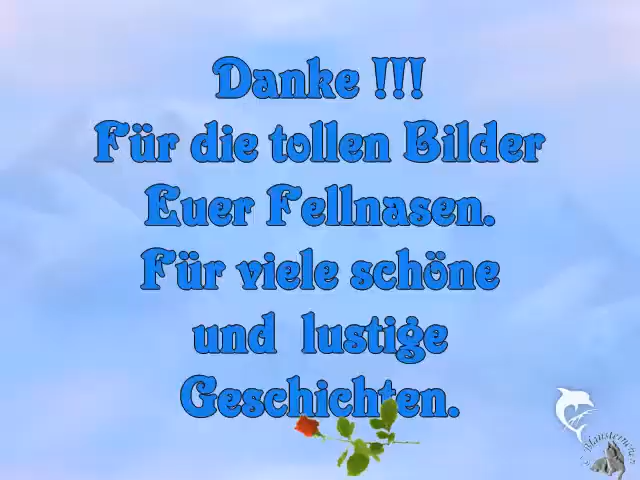 Danke !!!
Für die tollen Bilder
Euer Fellnasen.
Für viele schöne
und lustige
Geschichten.